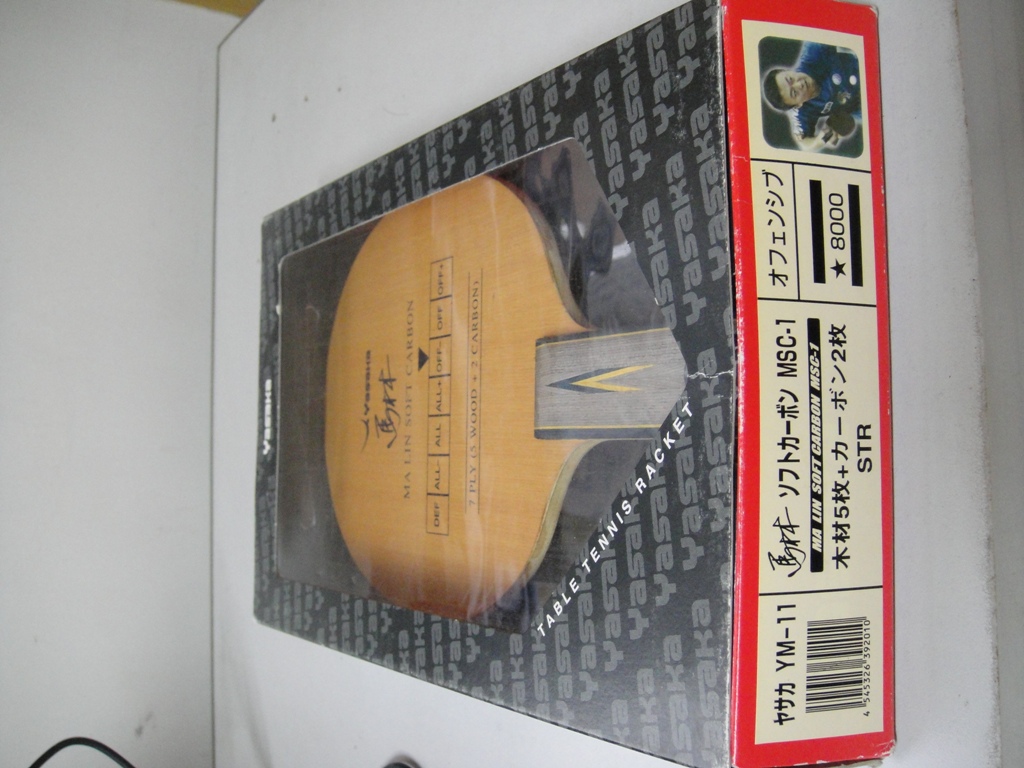 Yasaka
Yasaka
馬林
MA LIN SOFT CARBON
DEF ALL- ALL ALL+ OFF- OFF OFF+
7 PLY (5 WOOD + 2 CARBON)
TABLE TENNIS RACKET
ヤサカ YM-11
4 545326 392010
馬林 ソフトカーボン MSC-1
MA LIN SOFT CARBON MSC-1
木材5枚+カーボン2枚
STR
オフェンシブ
★ 8000